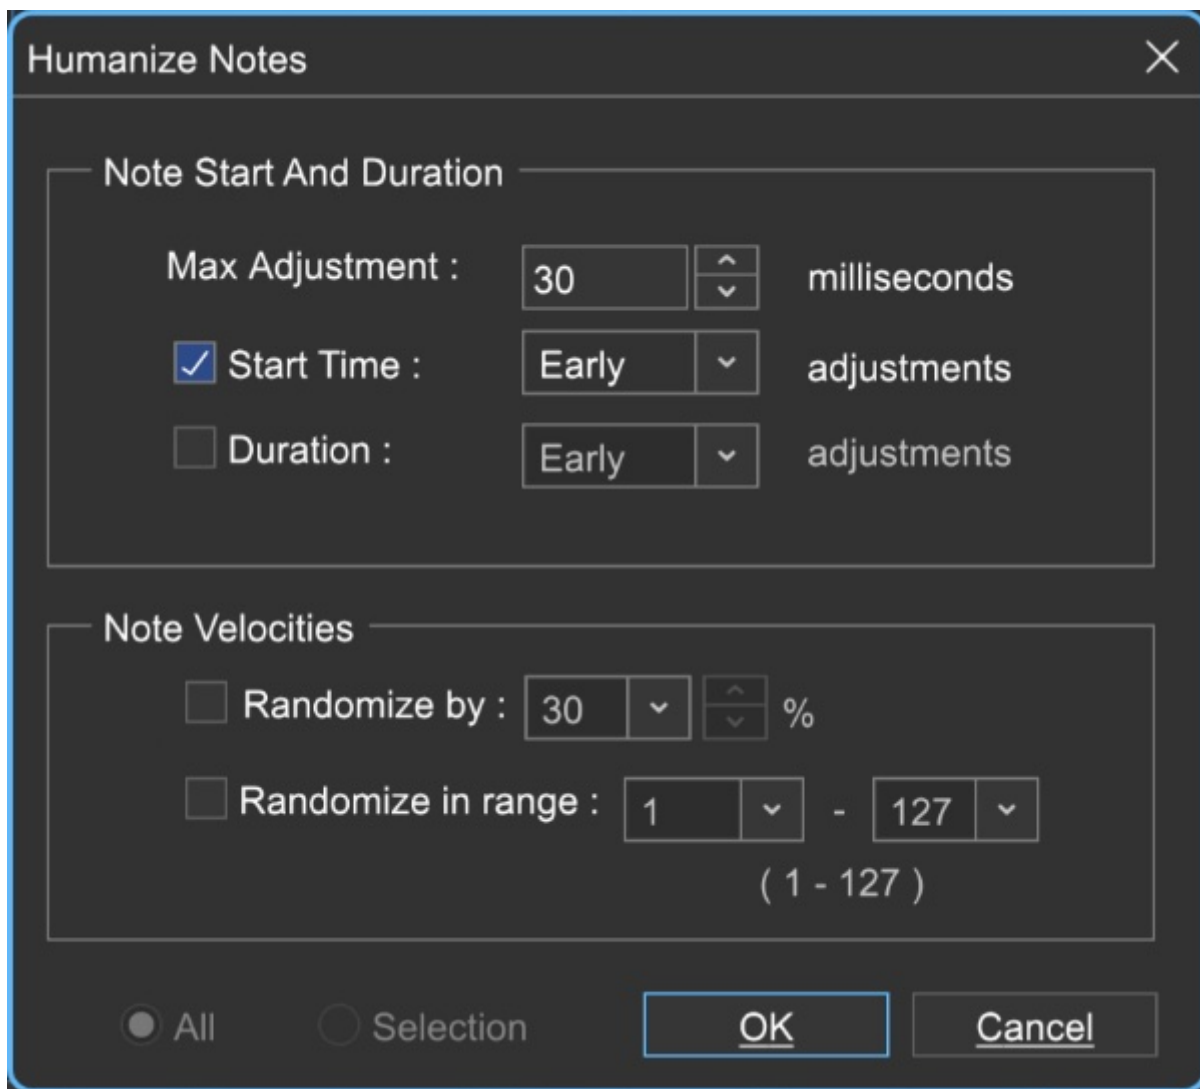 Humanize Notes
Note Start And Duration
Max Adjustment : 30 milliseconds
Start Time : Early adjustments
Duration : Early adjustments
Note Velocities
Randomize by : 30 %
Randomize in range : 1 - 127
( 1 - 127 )
All Selection OK Cancel